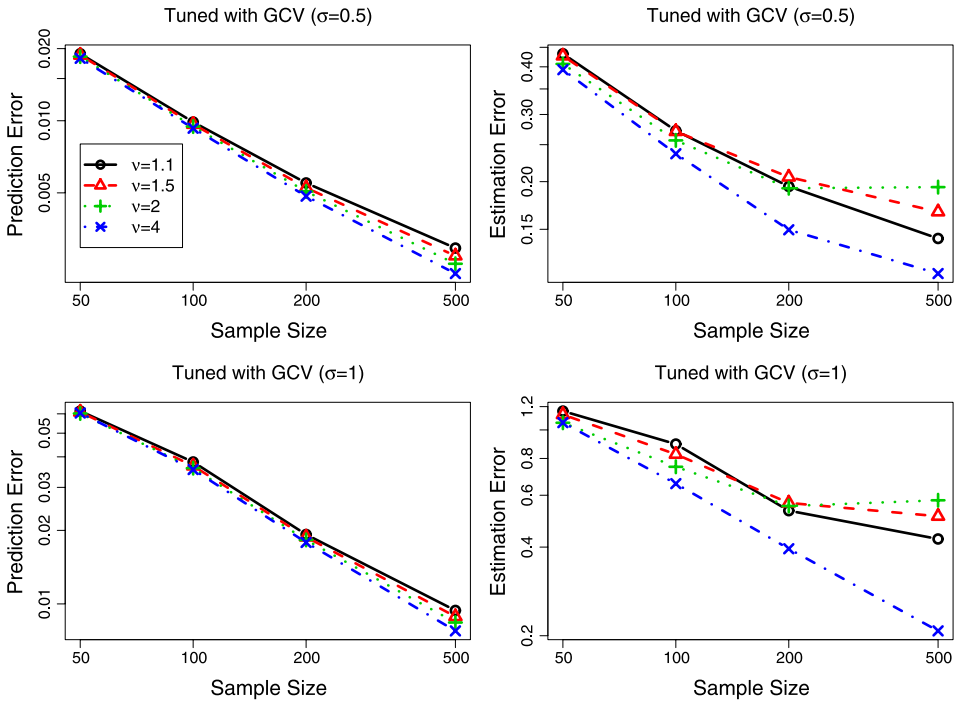 Tuned with GCV (σ=0.5)
Prediction Error
0.020
0.010
0.005
ν=1.1
ν=1.5
ν=2
ν=4
50
100
200
500
Sample Size
Tuned with GCV (σ=0.5)
Estimation Error
0.40
0.30
0.20
0.15
50
100
200
500
Sample Size
Tuned with GCV (σ=1)
Prediction Error
0.05
0.03
0.02
0.01
50
100
200
500
Sample Size
Tuned with GCV (σ=1)
Estimation Error
1.2
0.8
0.6
0.4
0.2
50
100
200
500
Sample Size